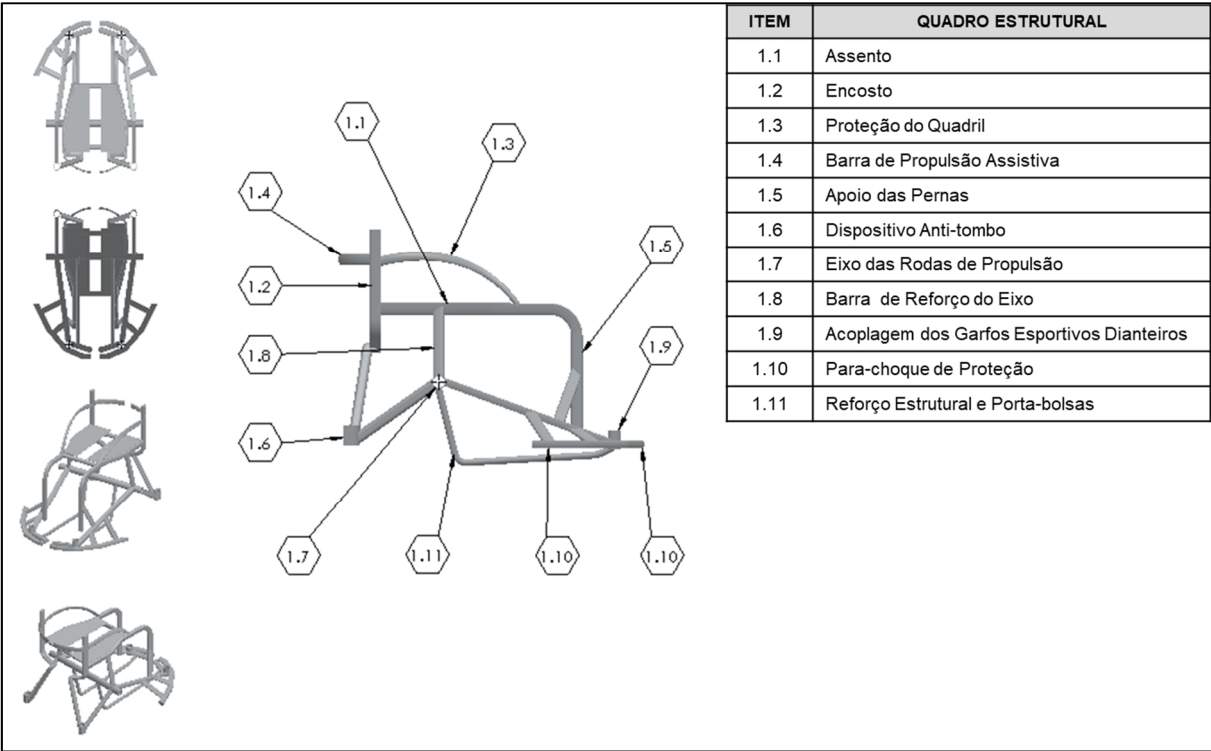 ITEM QUADRO ESTRUTURAL
1.1 Assento
1.2 Encosto
1.3 Proteção do Quadril
1.4 Barra de Propulsão Assistiva
1.5 Apoio das Pernas
1.6 Dispositivo Anti-tombo
1.7 Eixo das Rodas de Propulsão
1.8 Barra  de Reforço do Eixo
1.9 Acoplagem dos Garfos Esportivos Dianteiros
1.10 Para-choque de Proteção
1.11 Reforço Estrutural e Porta-bolsas
1.1
1.3
1.4
1.5
1.2
1.8
1.9
1.6
1.7
1.11
1.10
1.10